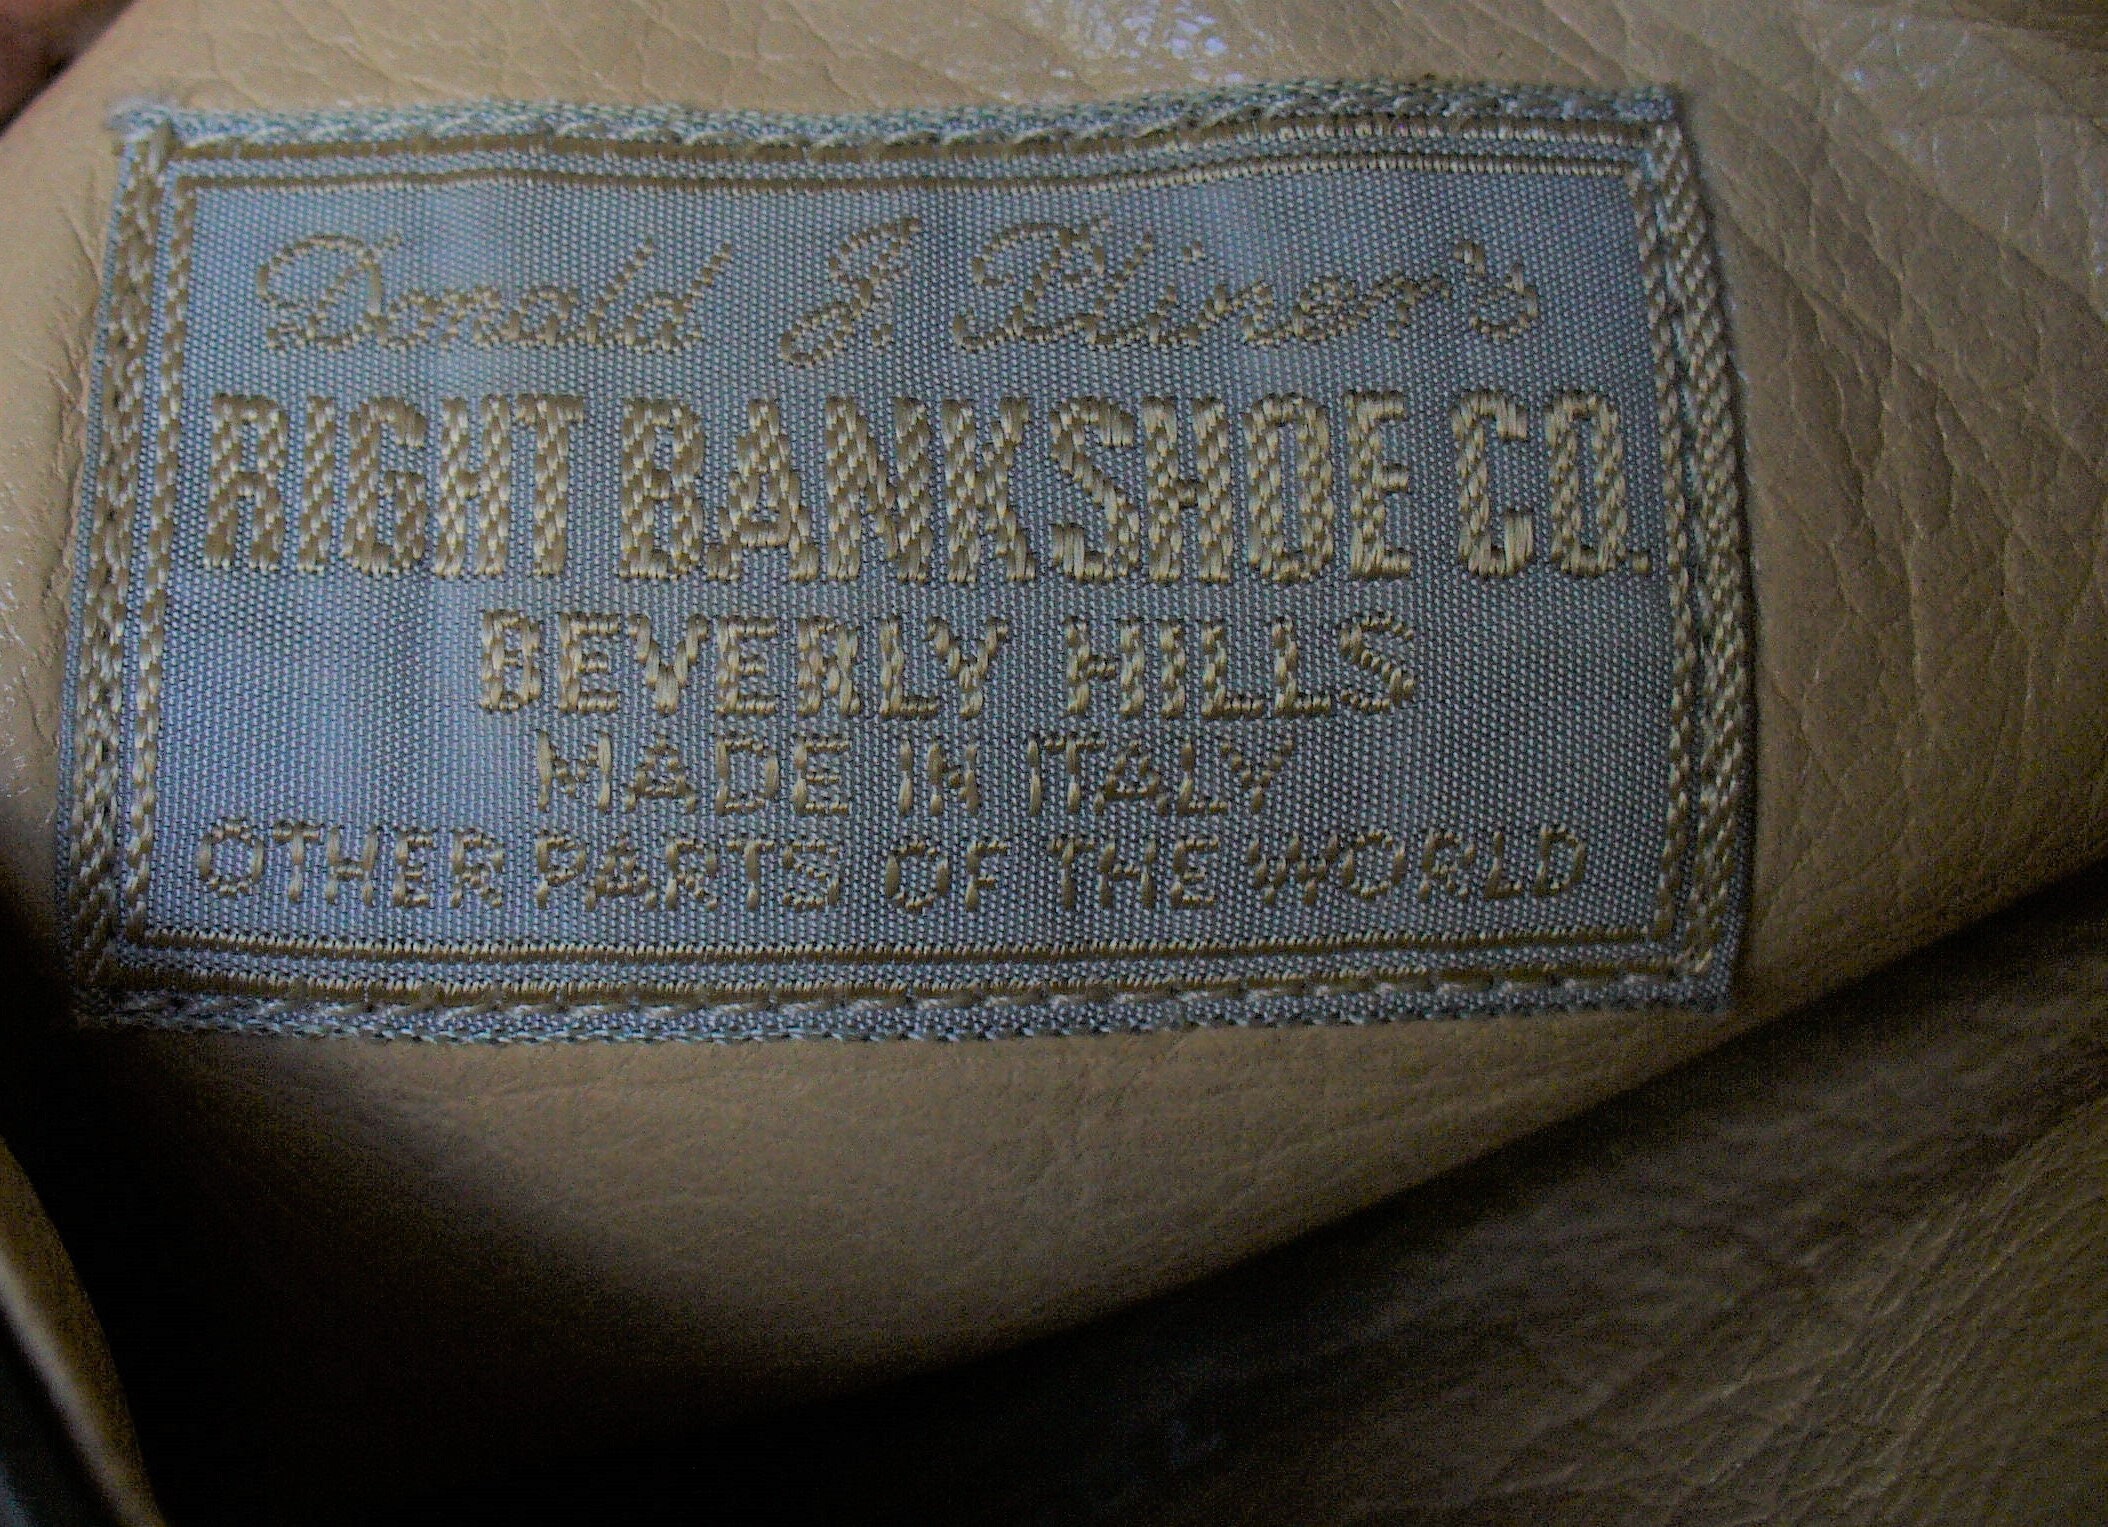 Donald J. Pliner's
RIGHT BANK SHOE CO.
BEVERLY HILLS
MADE IN ITALY
OTHER PARTS OF THE WORLD